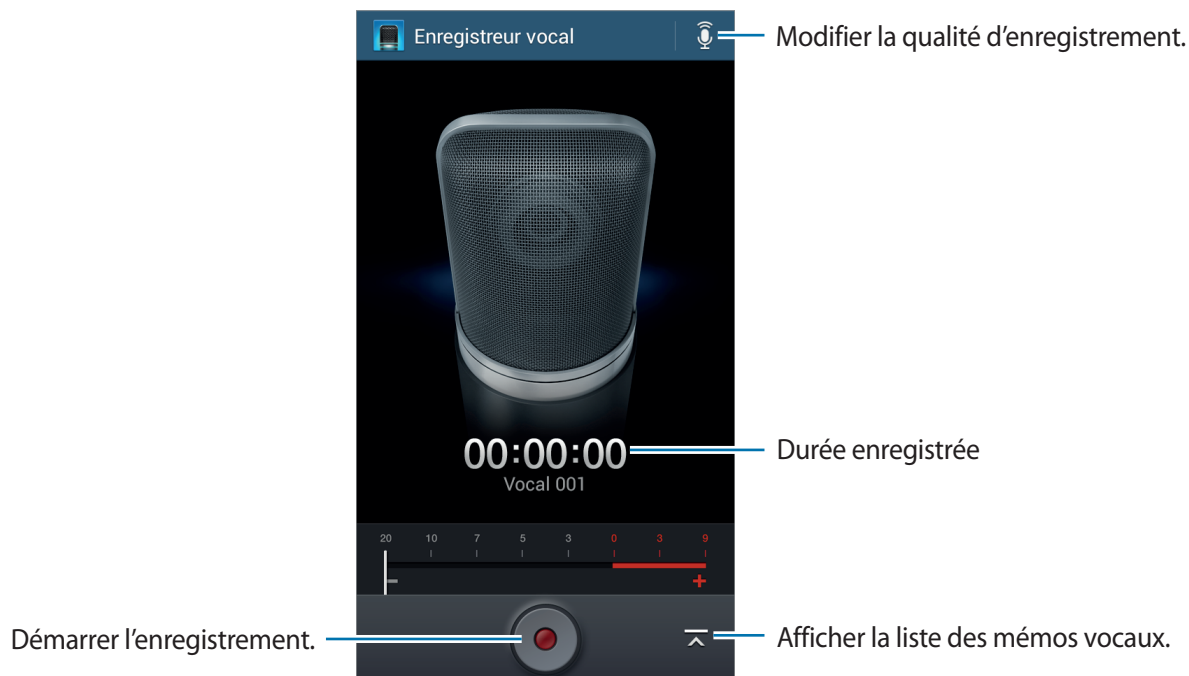 Enregistreur vocal
Modifier la qualité d'enregistrement.
00:00:00
Durée enregistrée
Vocal 001
20 10 7 5 3 0 3 9
– +
Démarrer l'enregistrement.
Afficher la liste des mémos vocaux.